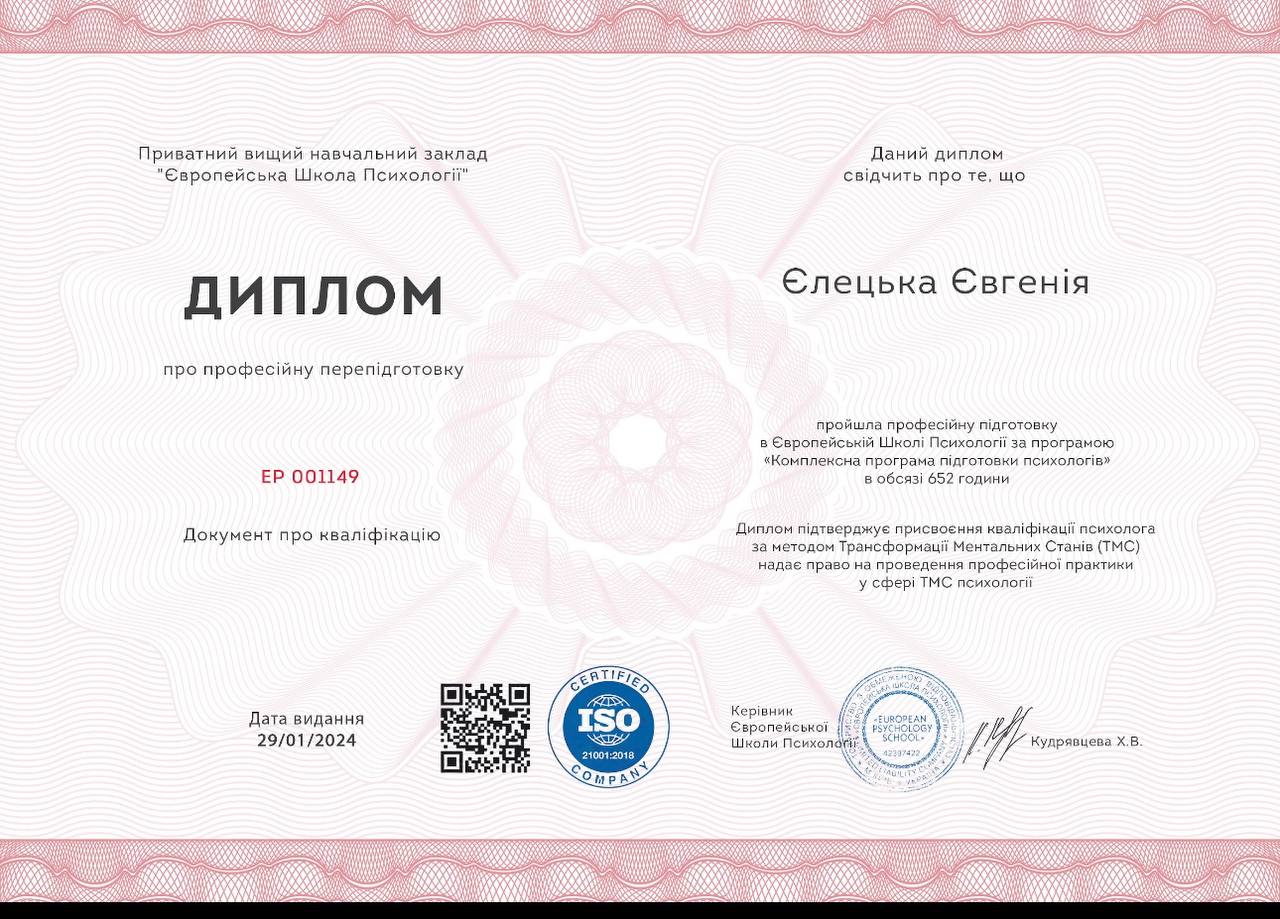 Приватний вищий навчальний заклад
"Європейська Школа Психології"
ДИПЛОМ
про професійну перепідготовку
EP 001149
Документ про кваліфікацію
Дата видання
29/01/2024
CERTIFIED
ISO
21001:2018
COMPANY
Даний диплом
свідчить про те, що
Єлецька Євгенія
пройшла професійну підготовку
в Європейській Школі Психології за програмою
«Комплексна програма підготовки психологів»
в обсязі 652 години
Диплом підтверджує присвоєння кваліфікації психолога
за методом Трансформації Ментальних Станів (ТМС)
надає право на проведення професійної практики
у сфері ТМС психології
Керівник
Європейської
Школи Психології
«EUROPEAN
PSYCHOLOGY
SCHOOL»
42397422
Кудрявцева Х.В.